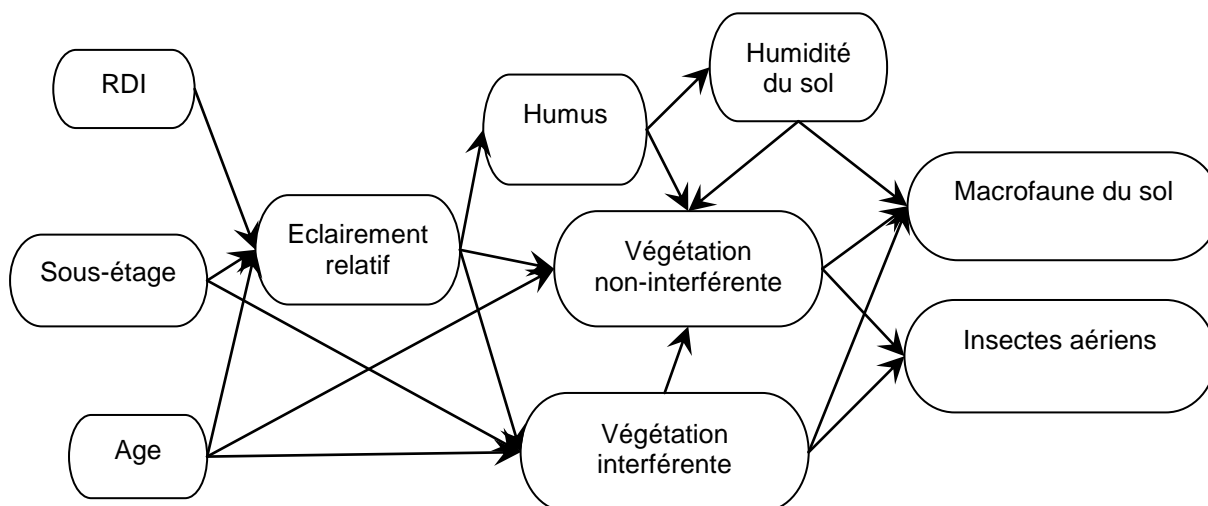 RDI
Sous-étage
Age
Eclairement
relatif
Humus
Humidité
du sol
Végétation
non-interférente
Végétation
interférente
Macrofaune du sol
Insectes aériens